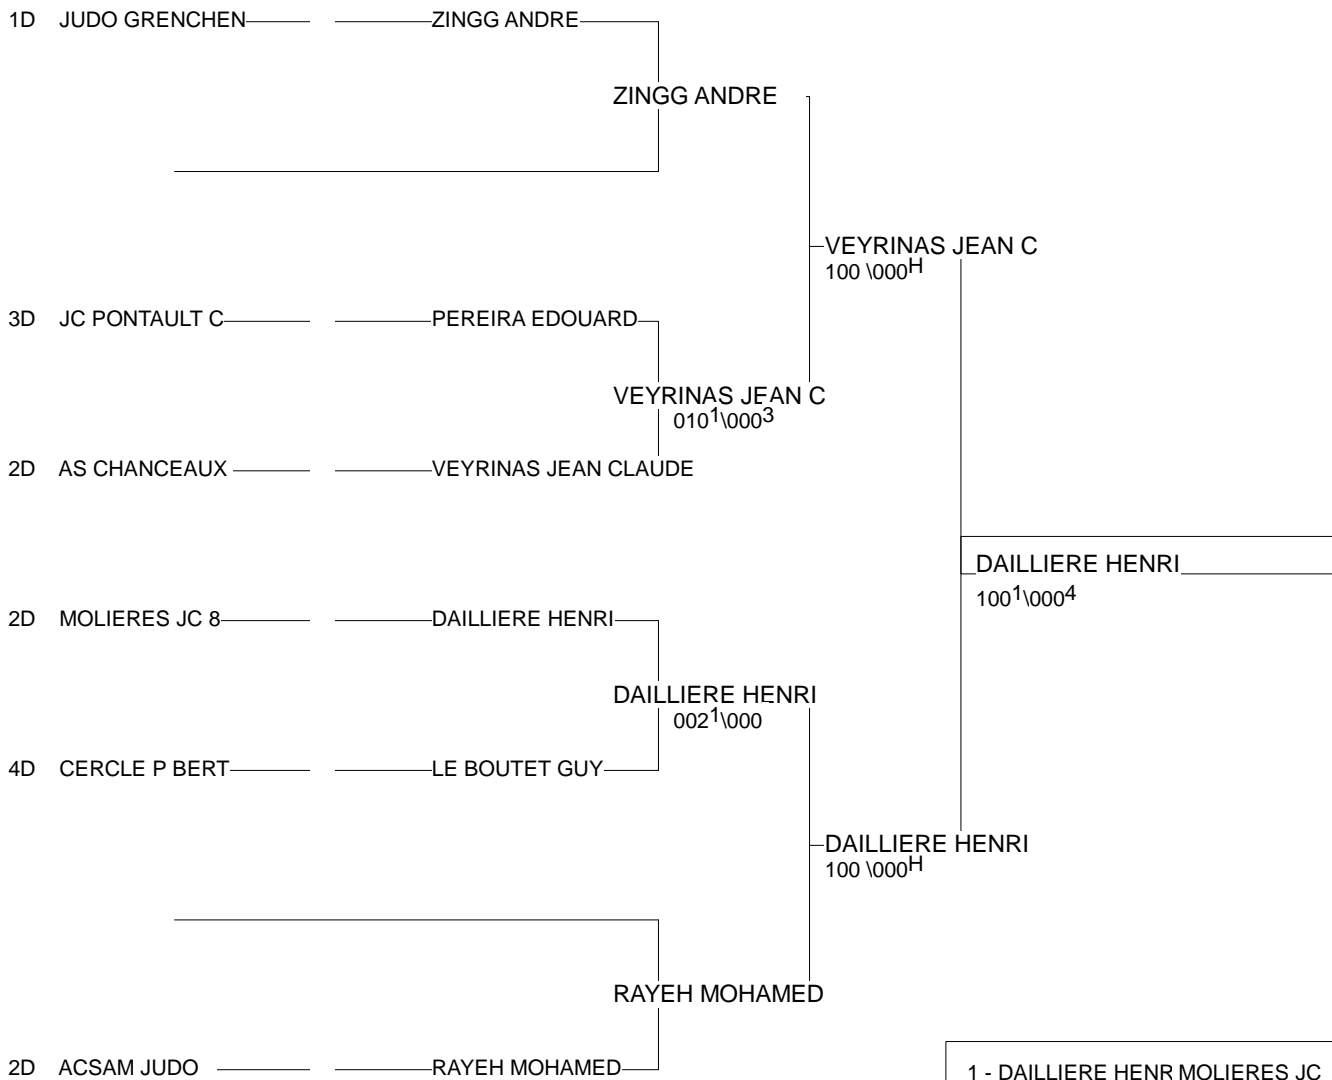 1D JUDO GRENCHEN ZINGG ANDRE
ZINGG ANDRE
VEYRINAS JEAN C
100 \000H
3D JC PONTAULT C PEREIRA EDOUARD
VEYRINAS JEAN C
0101\0003
2D AS CHANCEAUX VEYRINAS JEAN CLAUDE
DAILLIERE HENRI
1001\0004
2D MOLIERES JC 8 DAILLIERE HENRI
DAILLIERE HENRI
0021\000
4D CERCLE P BERT LE BOUTET GUY
DAILLIERE HENRI
100 \000H
RAYEH MOHAMED
2D ACSAM JUDO RAYEH MOHAMED
1 - DAILLIERE HENR MOLIERES JC